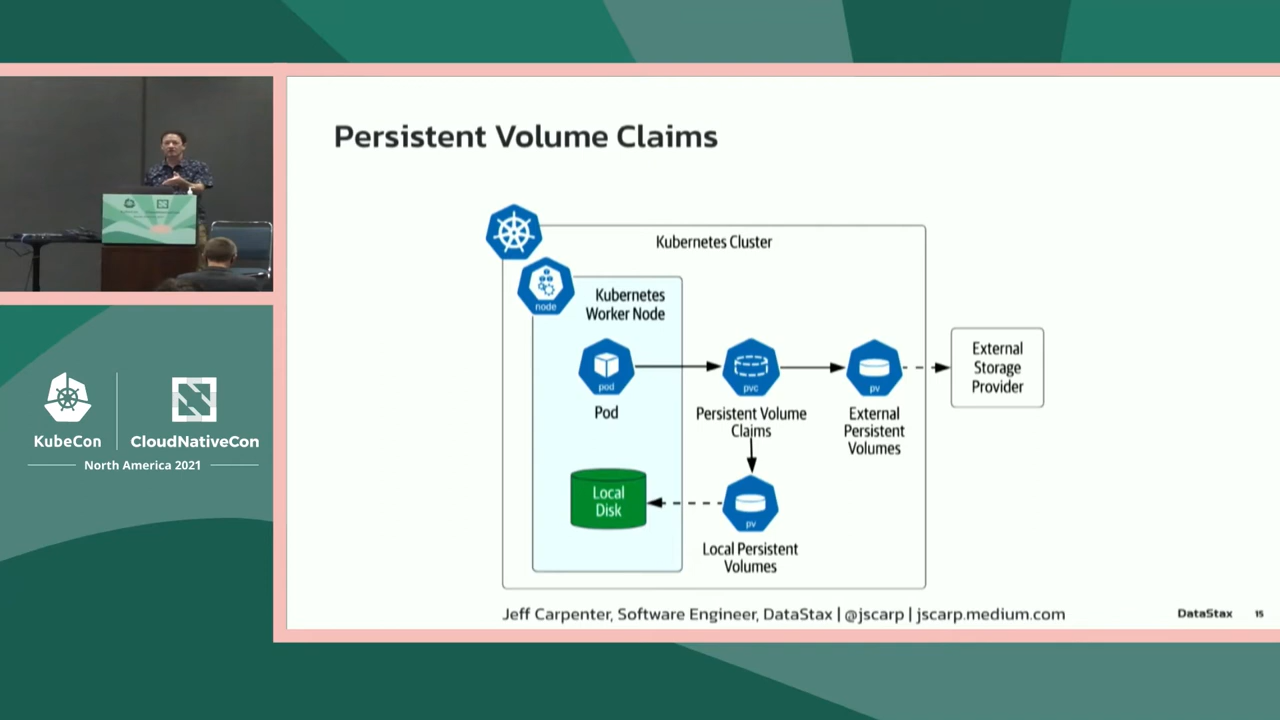 Persistent Volume Claims
Kubernetes Cluster
node
Kubernetes
Worker Node
pod
Pod
pvc
Persistent Volume
Claims
pv
External
Persistent
Volumes
External
Storage
Provider
Local
Disk
pv
Local Persistent
Volumes
Jeff Carpenter, Software Engineer, DataStax | @jscarp | jscarp.medium.com
DataStax
15
KubeCon
CloudNativeCon
North America 2021